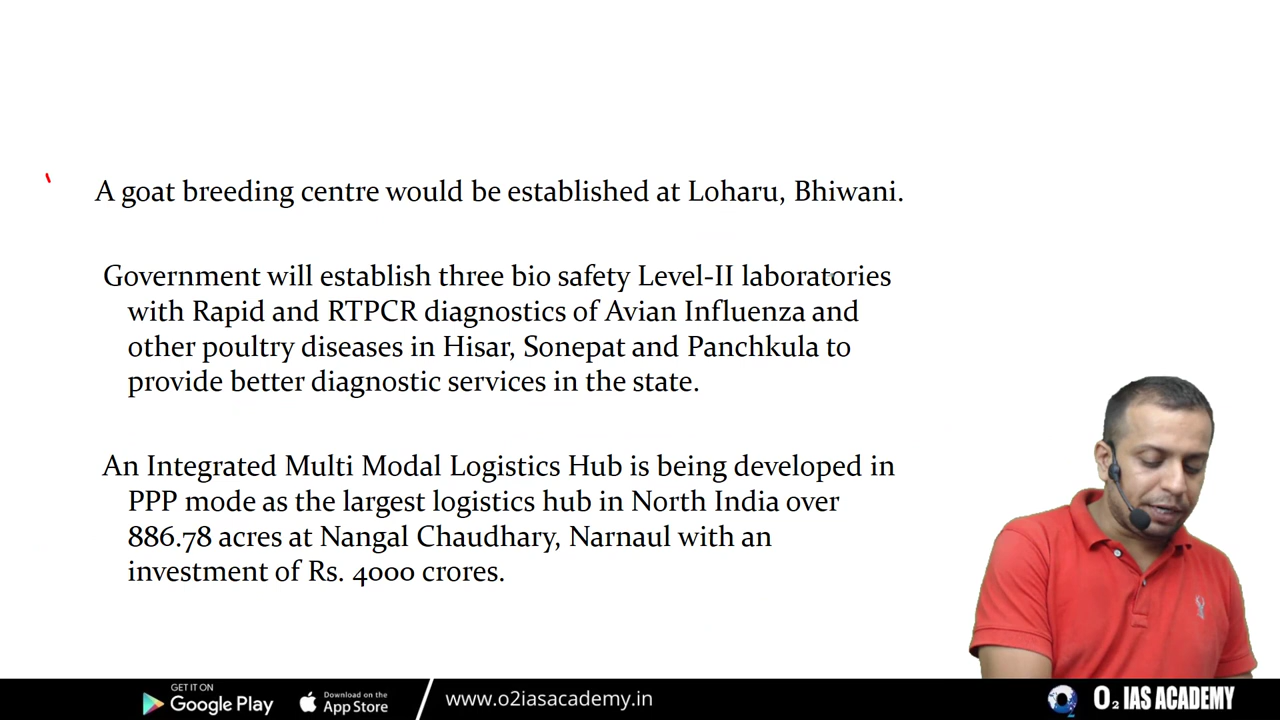 A goat breeding centre would be established at Loharu, Bhiwani.
Government will establish three bio safety Level-II laboratories
with Rapid and RTPCR diagnostics of Avian Influenza and
other poultry diseases in Hisar, Sonepat and Panchkula to
provide better diagnostic services in the state.
An Integrated Multi Modal Logistics Hub is being developed in
PPP mode as the largest logistics hub in North India over
886.78 acres at Nangal Chaudhary, Narnaul with an
investment of Rs. 4000 crores.
GET IT ON
Google Play
Download on the
App Store
www.o2iasacademy.in
O2 IAS ACADEMY